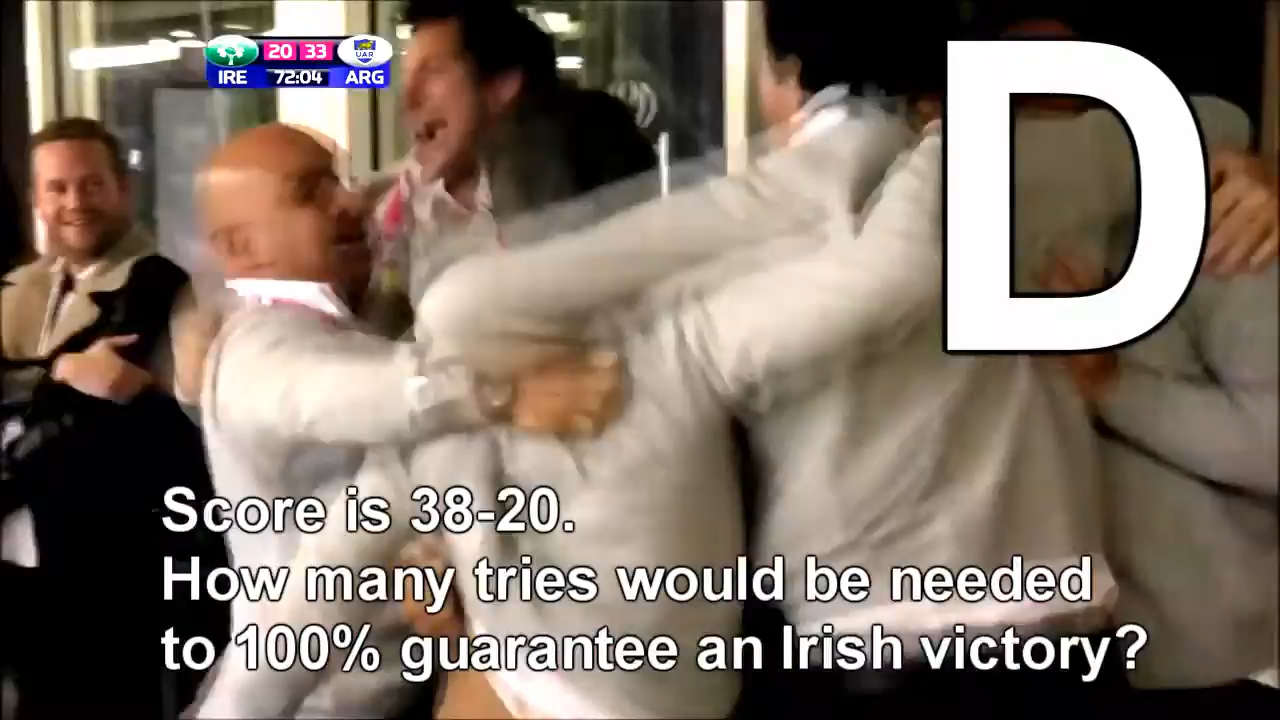 20 33
UAR
IRE 72:04 ARG
D
Score is 38-20.
How many tries would be needed
to 100% guarantee an Irish victory?